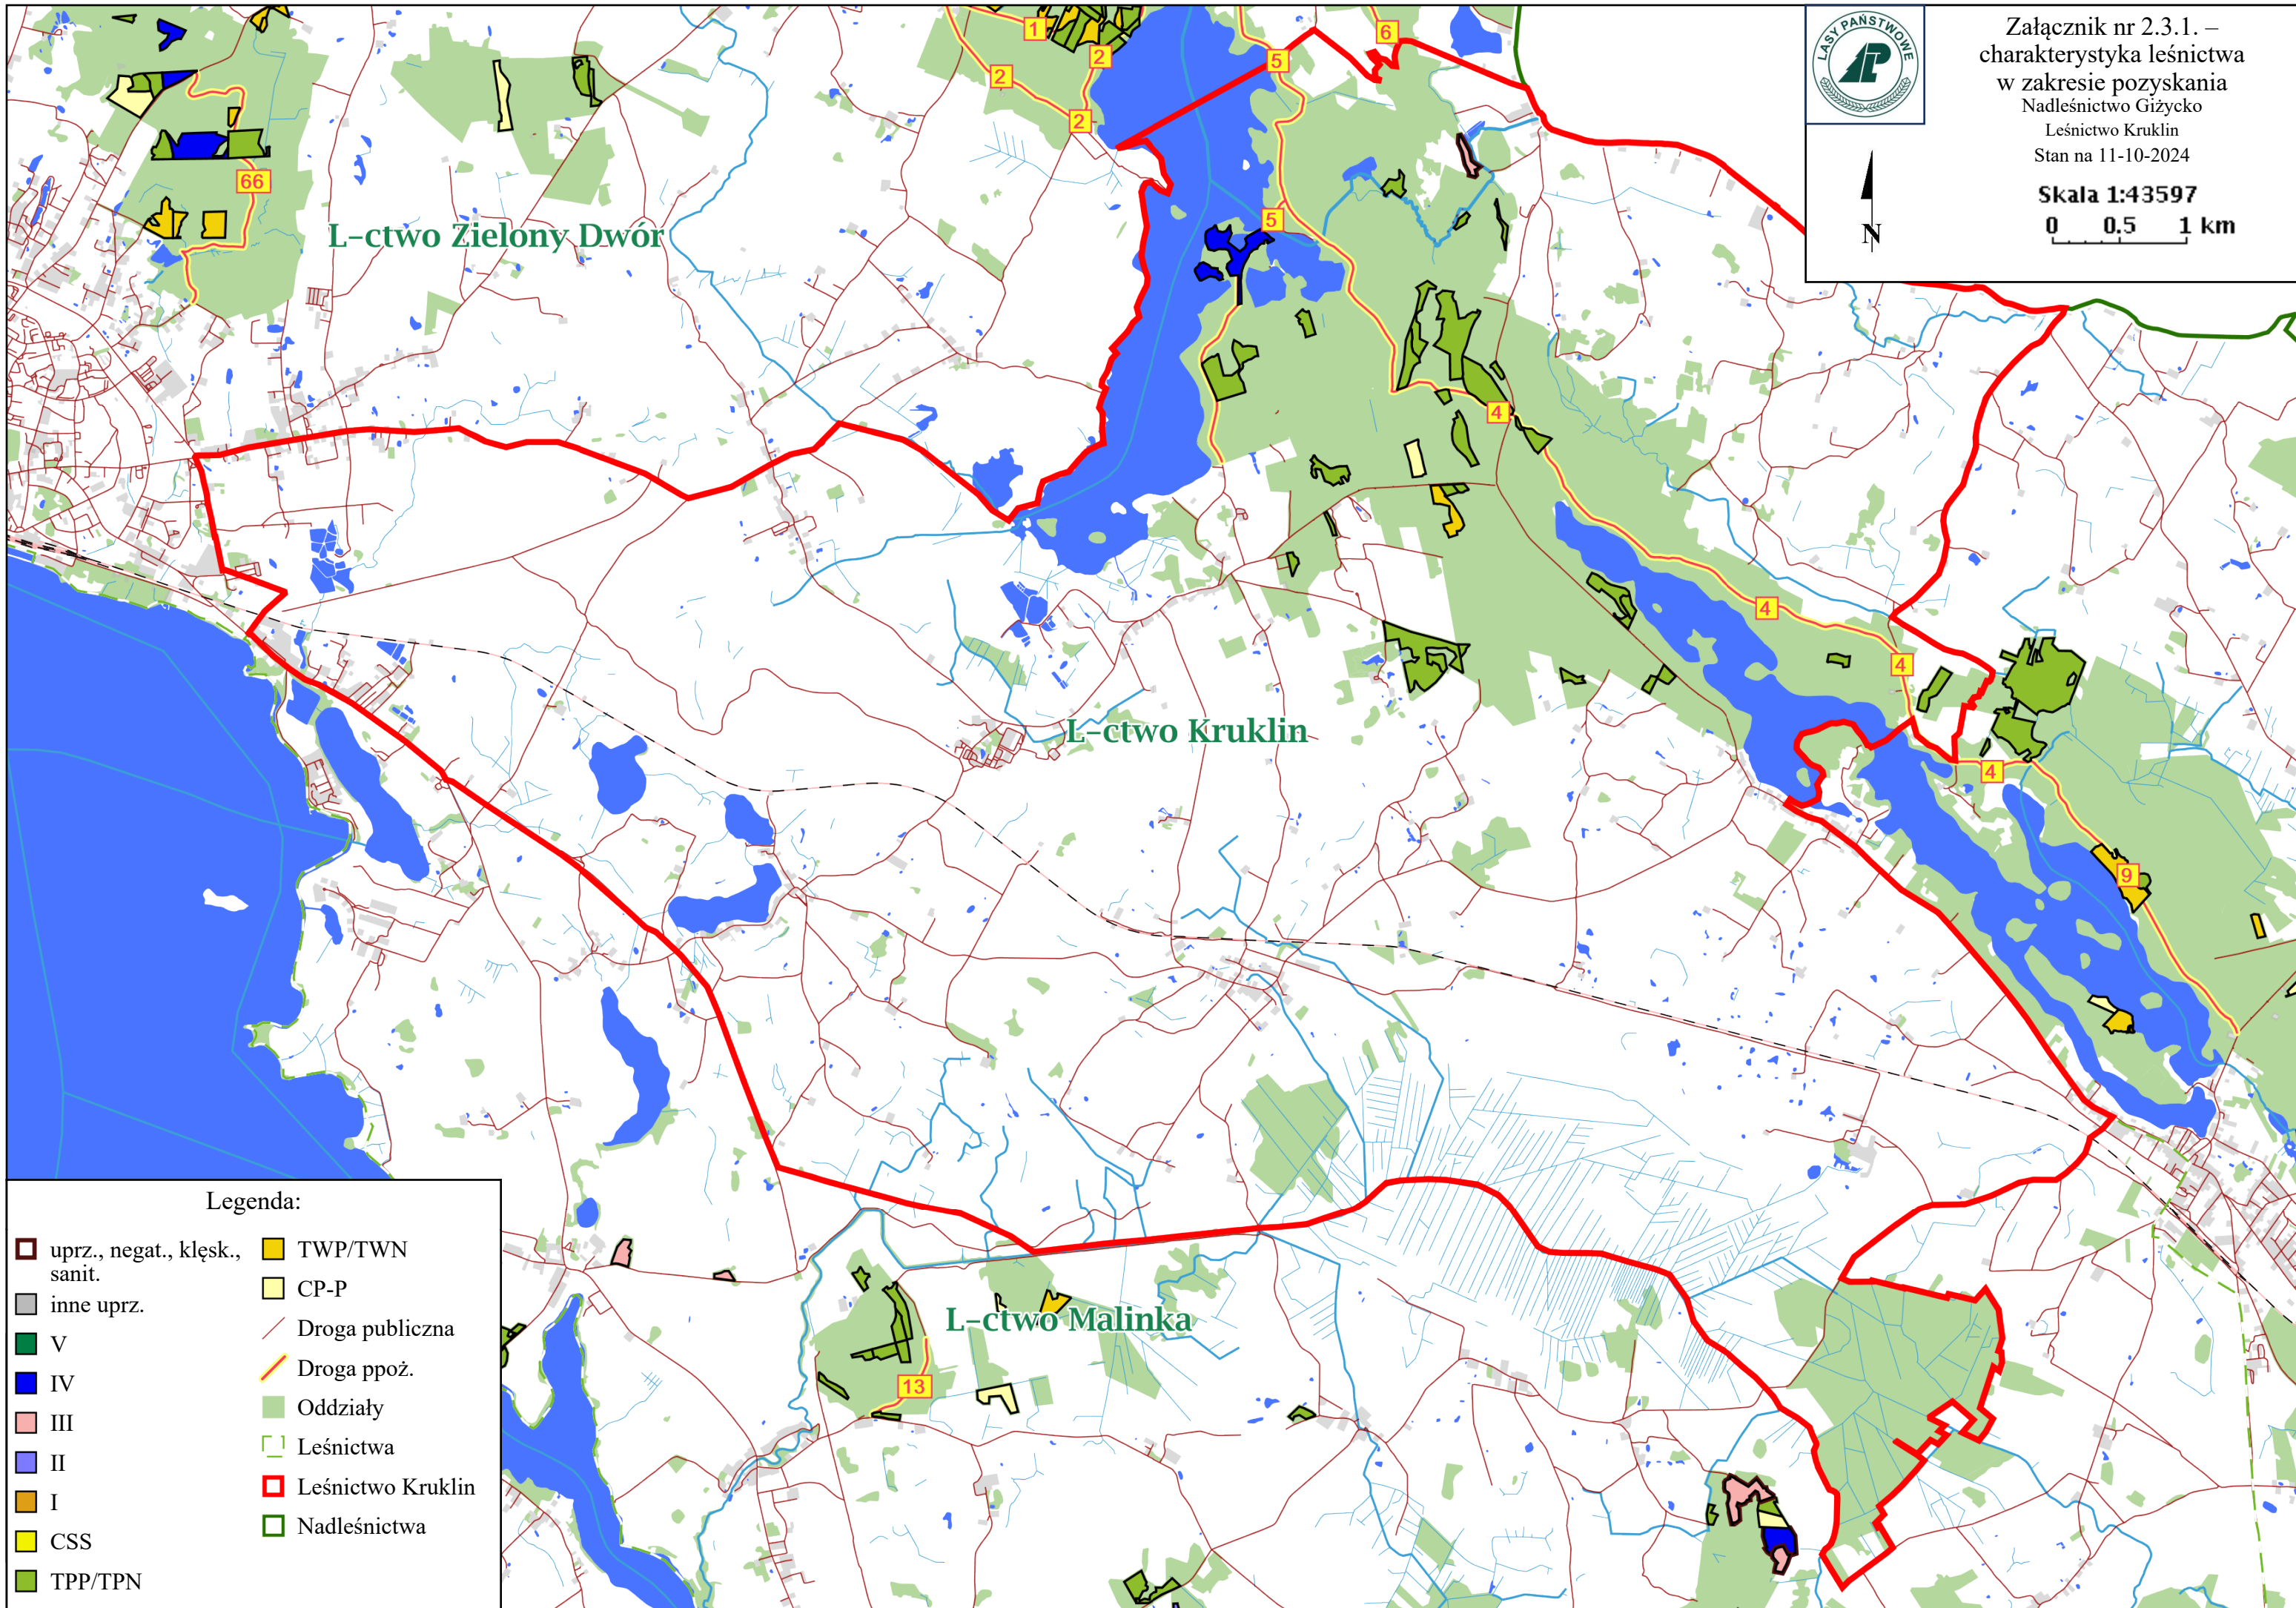 LASY PAŃSTWOWE
Załącznik nr 2.3.1. –
charakterystyka leśnictwa
w zakresie pozyskania
Nadleśnictwo Giżycko
Leśnictwo Kruklin
Stan na 11-10-2024
Skala 1:43597
0 0.5 1 km
N
1
2
2
2
5
6
66
5
L-ctwo Zielony Dwór
4
4
4
L-ctwo Kruklin
4
9
L-ctwo Malinka
13
Legenda:
uprz., negat., klęsk.,
sanit.
inne uprz.
V
IV
III
II
I
CSS
TPP/TPN
TWP/TWN
CP-P
Droga publiczna
Droga ppoż.
Oddziały
Leśnictwa
Leśnictwo Kruklin
Nadleśnictwa